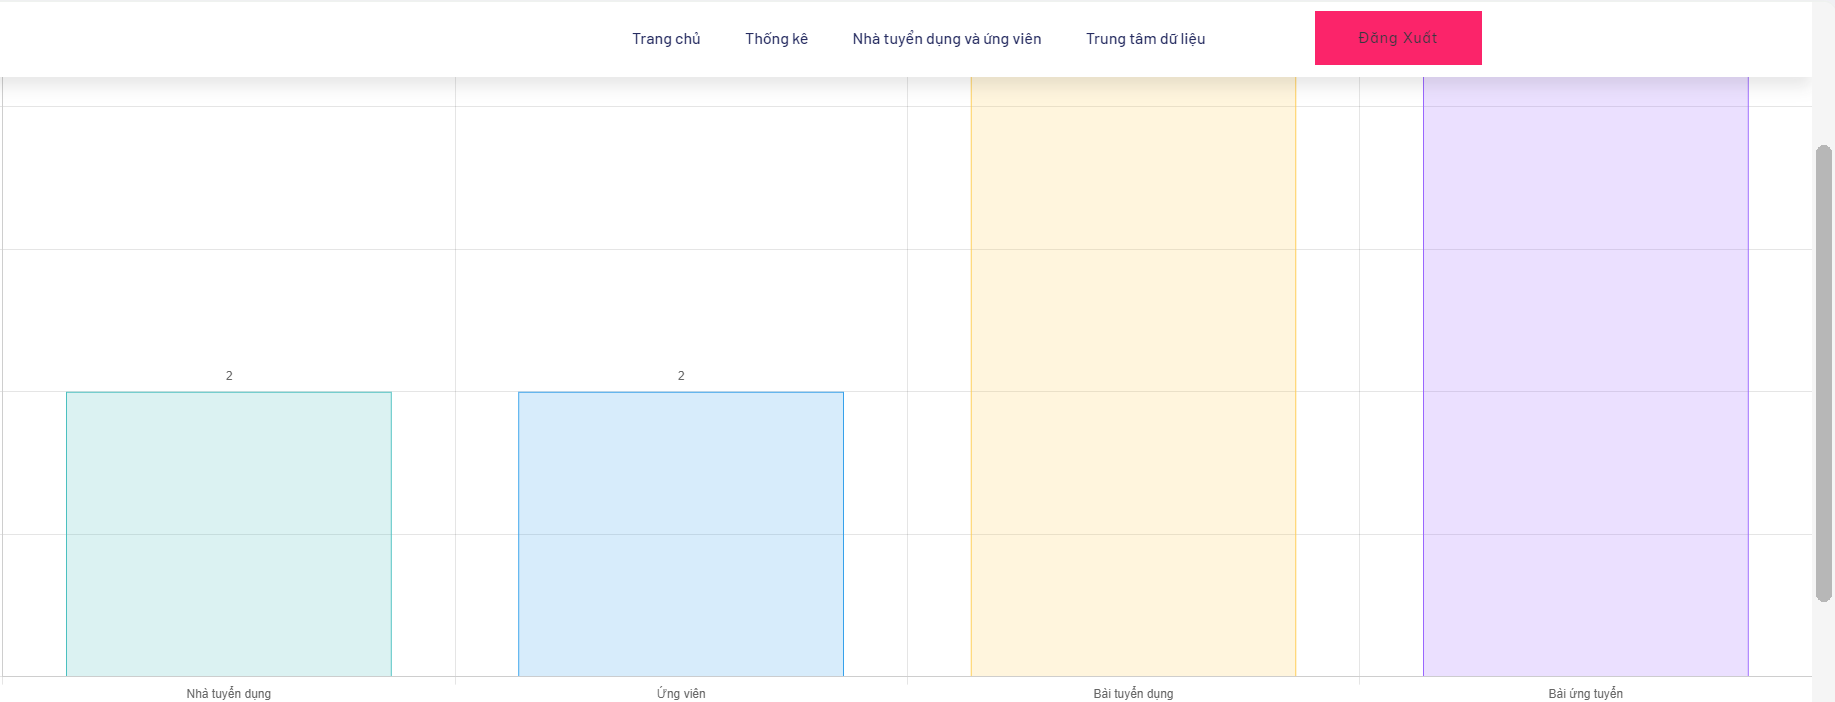 Trang chủ Thống kê Nhà tuyển dụng và ứng viên Trung tâm dữ liệu Đăng Xuất
2 2
Nhà tuyển dụng Ứng viên Bài tuyển dụng Bài ứng tuyển